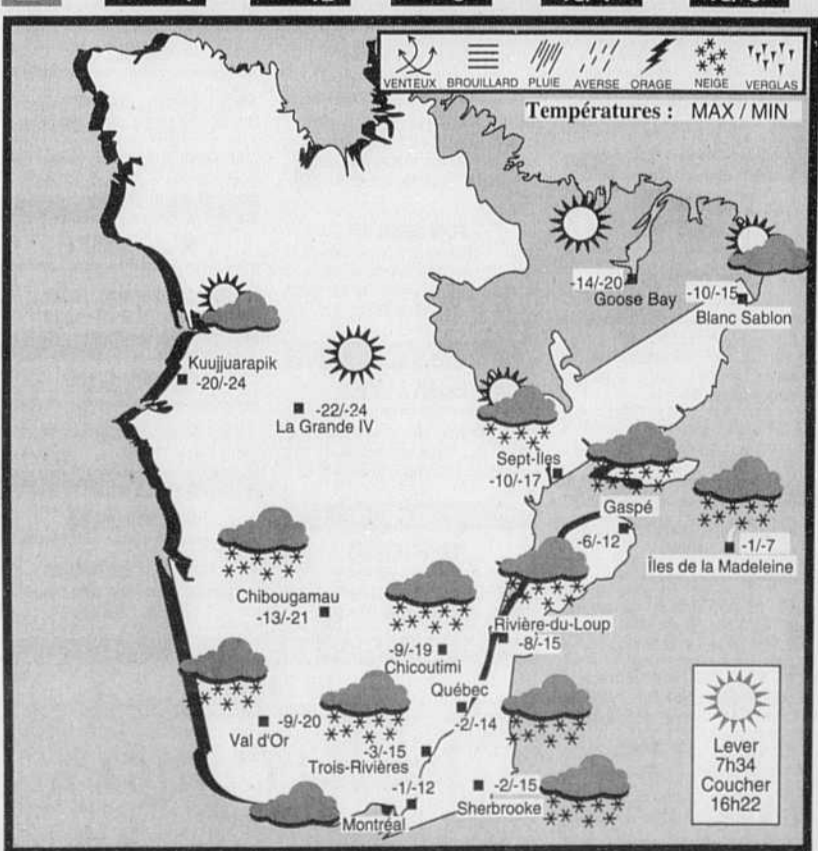 VENTEUX BROUILLARD PLUIE AVERSE ORAGE NEIGE VERGLAS
Températures : MAX / MIN
-14/-20
Goose Bay
-10/-15
Blanc Sablon
Kuujjuarapik
-20/-24
-22/-24
La Grande IV
Sept-Îles
-10/-17
Gaspé
-6/-12
-1/-7
Îles de la Madeleine
Chibougamau
-13/-21
Rivière-du-Loup
-8/-15
-9/-19
Chicoutimi
Québec
-2/-14
-9/-20
Val d'Or
-3/-15
Trois-Rivières
-1/-12
Montréal
-2/-15
Sherbrooke
Lever
7h34
Coucher
16h22